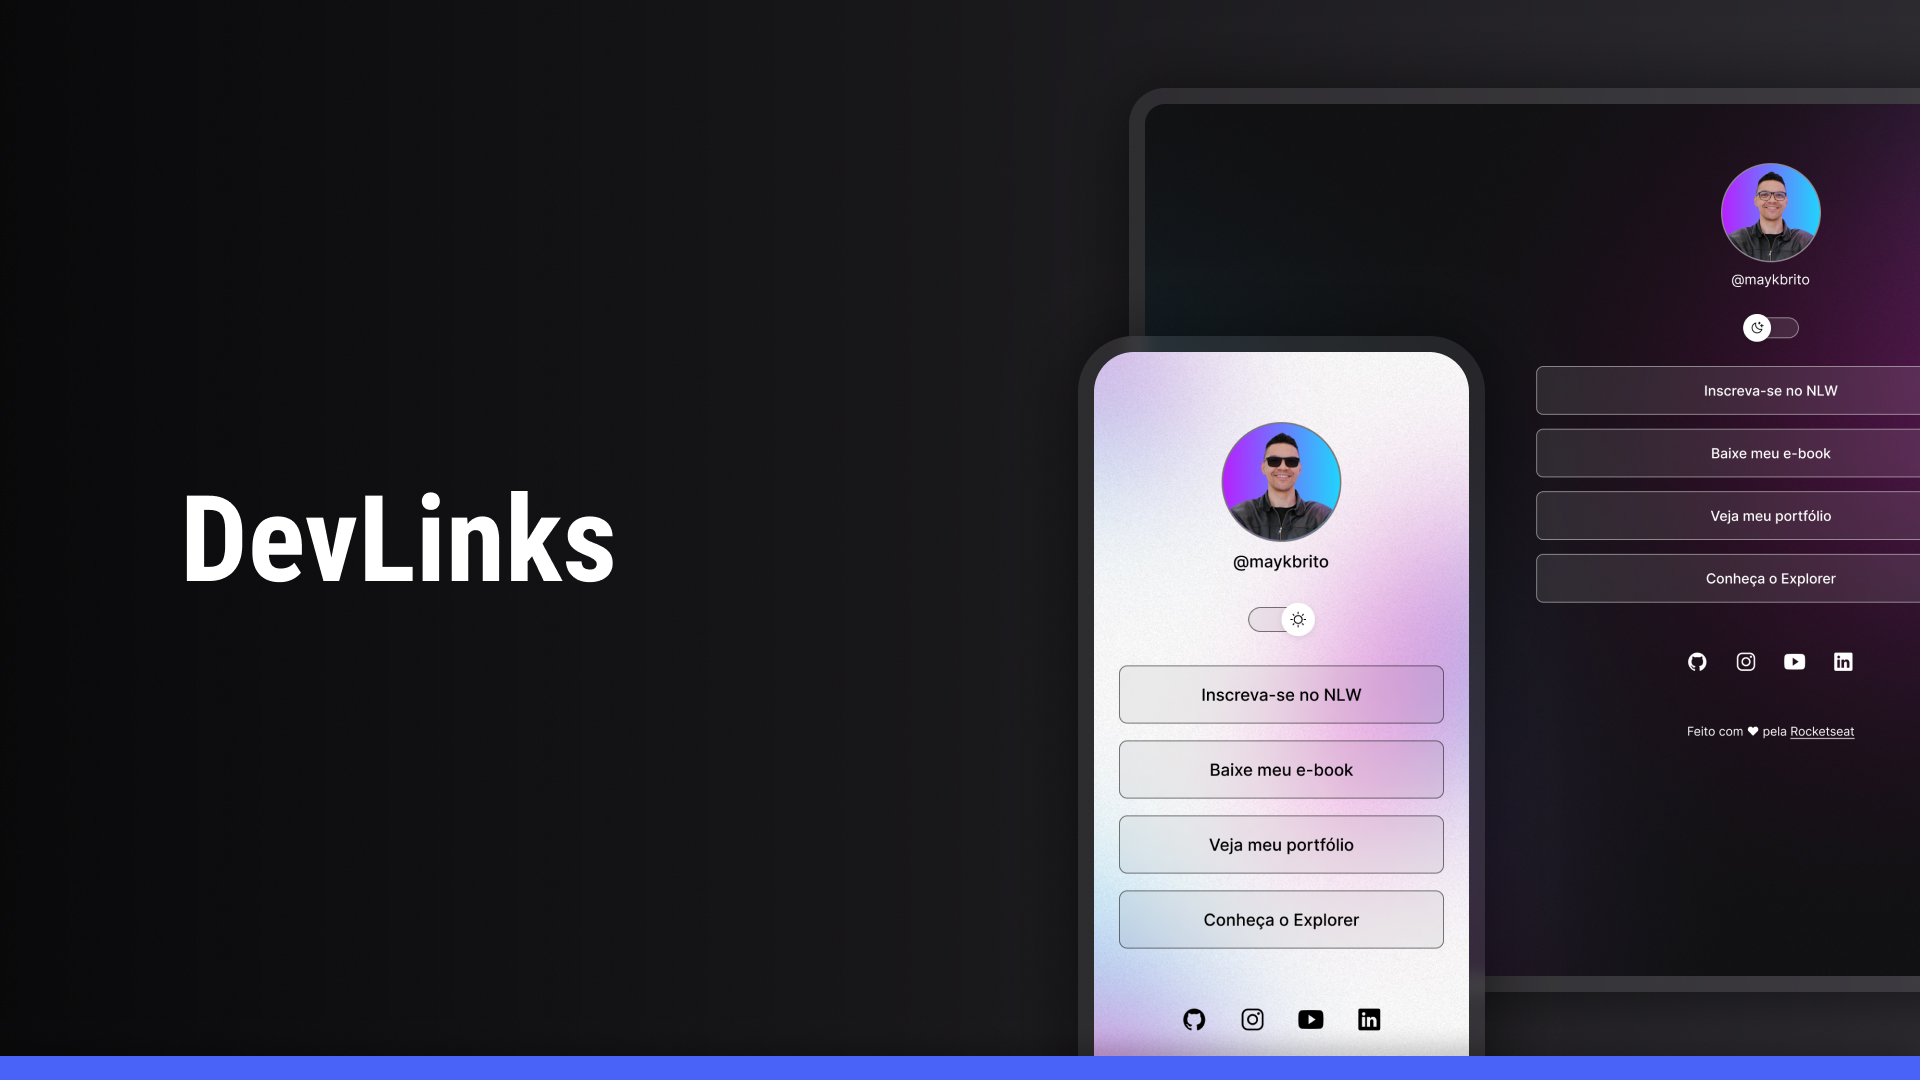 DevLinks
@maykbrito
Inscreva-se no NLW
Baixe meu e-book
Veja meu portfólio
Conheça o Explorer
@maykbrito
Inscreva-se no NLW
Baixe meu e-book
Veja meu portfólio
Conheça o Explorer
Feito com ♥ pela Rocketseat